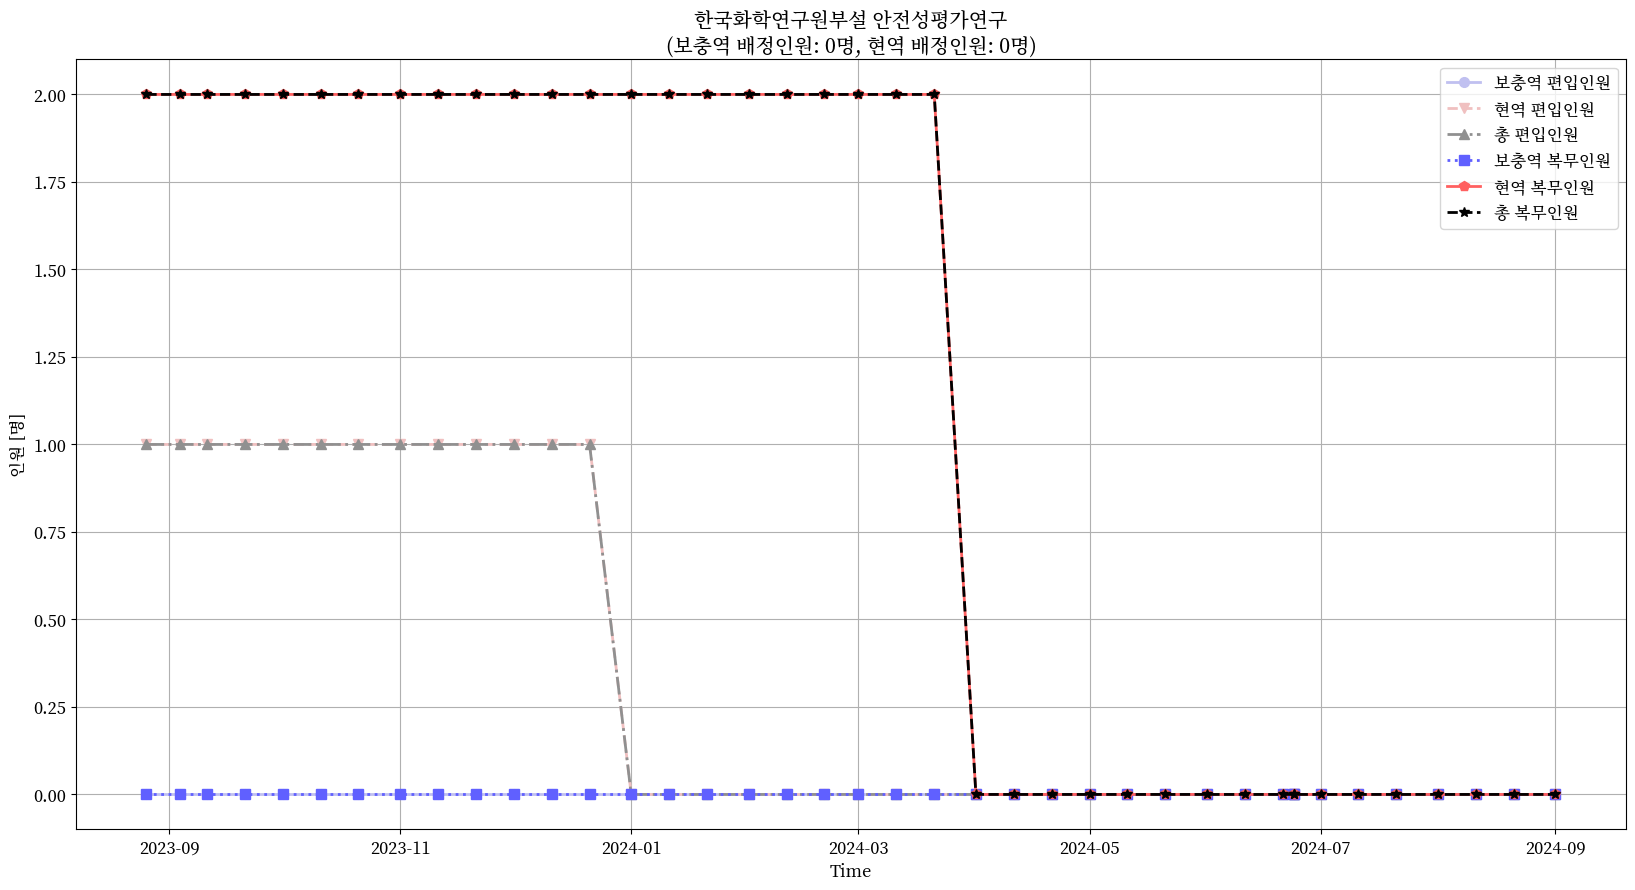 한국화학연구원부설 안전성평가연구
(보충역 배정인원: 0명, 현역 배정인원: 0명)
보충역 편입인원
현역 편입인원
총 편입인원
보충역 복무인원
현역 복무인원
총 복무인원
인원 [명]
2.00
1.75
1.50
1.25
1.00
0.75
0.50
0.25
0.00
2023-09 2023-11 2024-01 2024-03 2024-05 2024-07 2024-09
Time